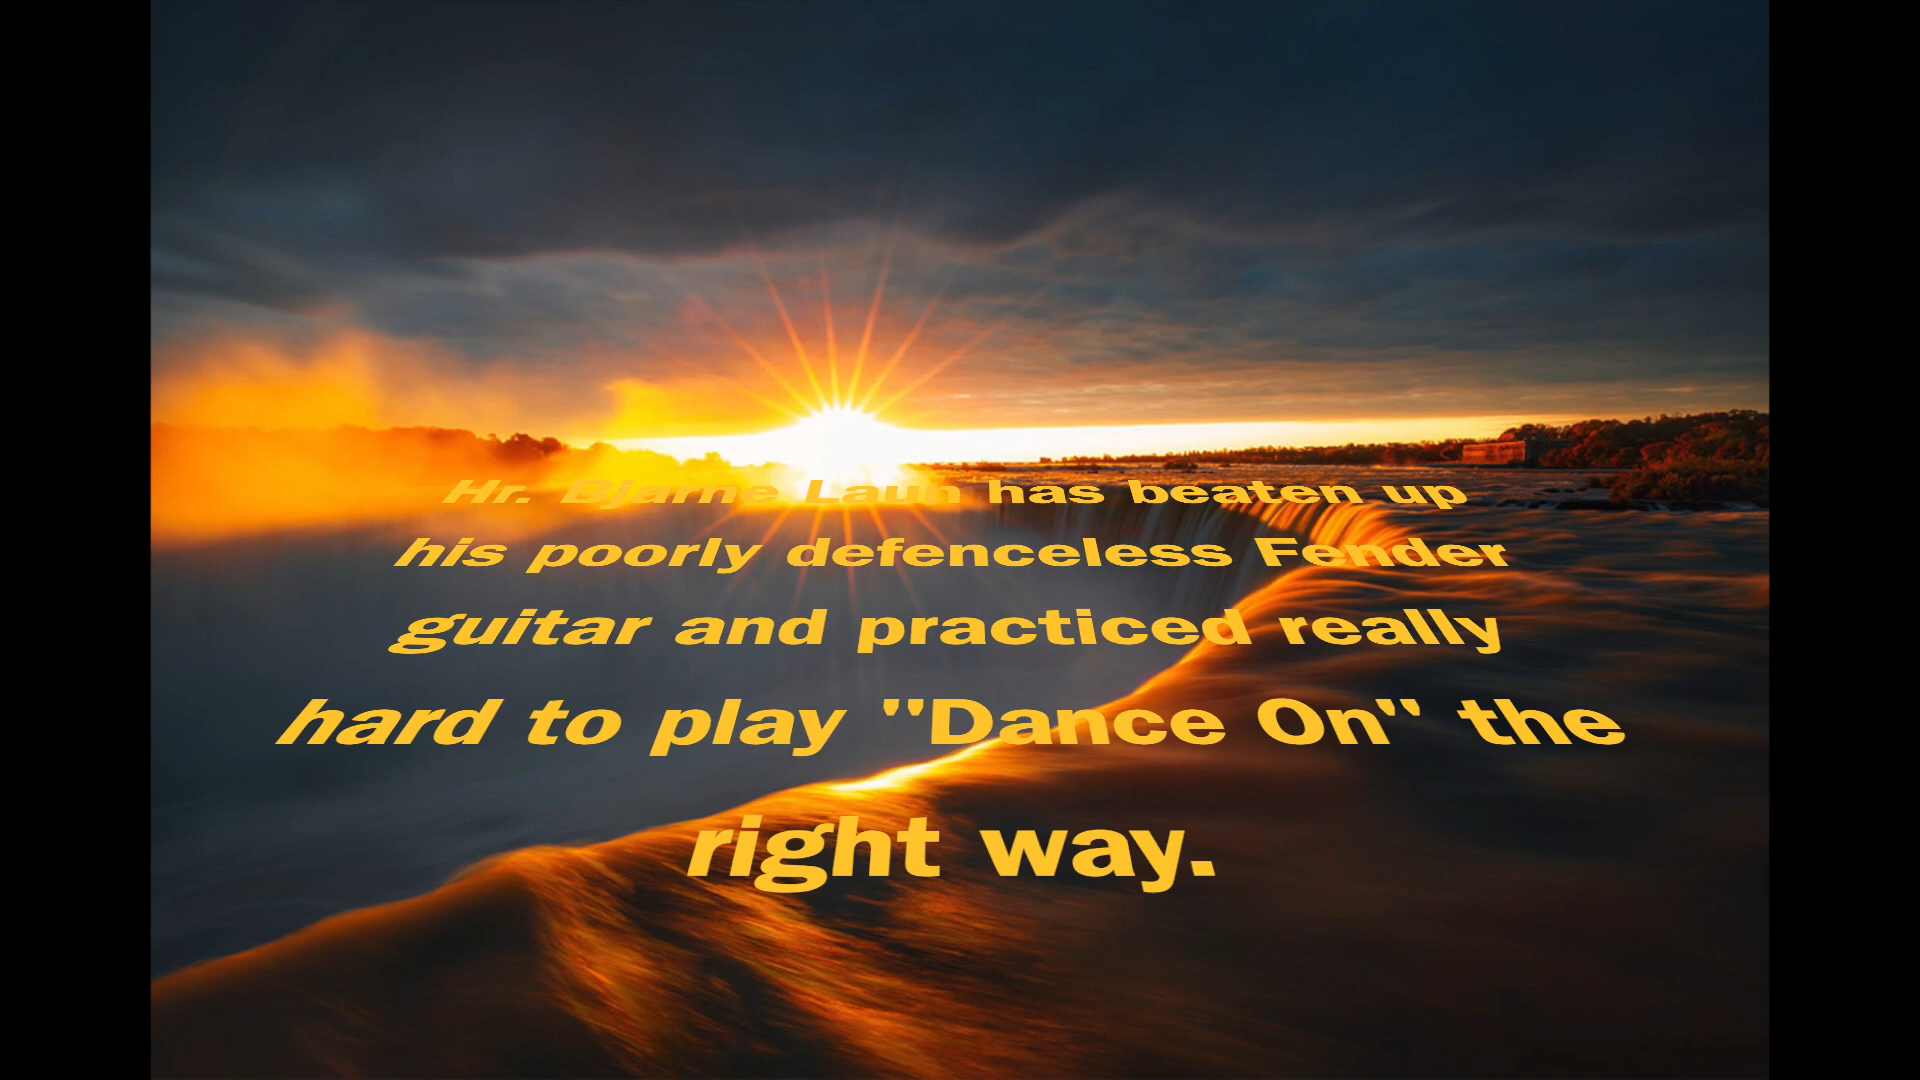 Hr. Bjarne Laun has beaten up
his poorly defenceless Fender
guitar and practiced really
hard to play "Dance On" the
right way.